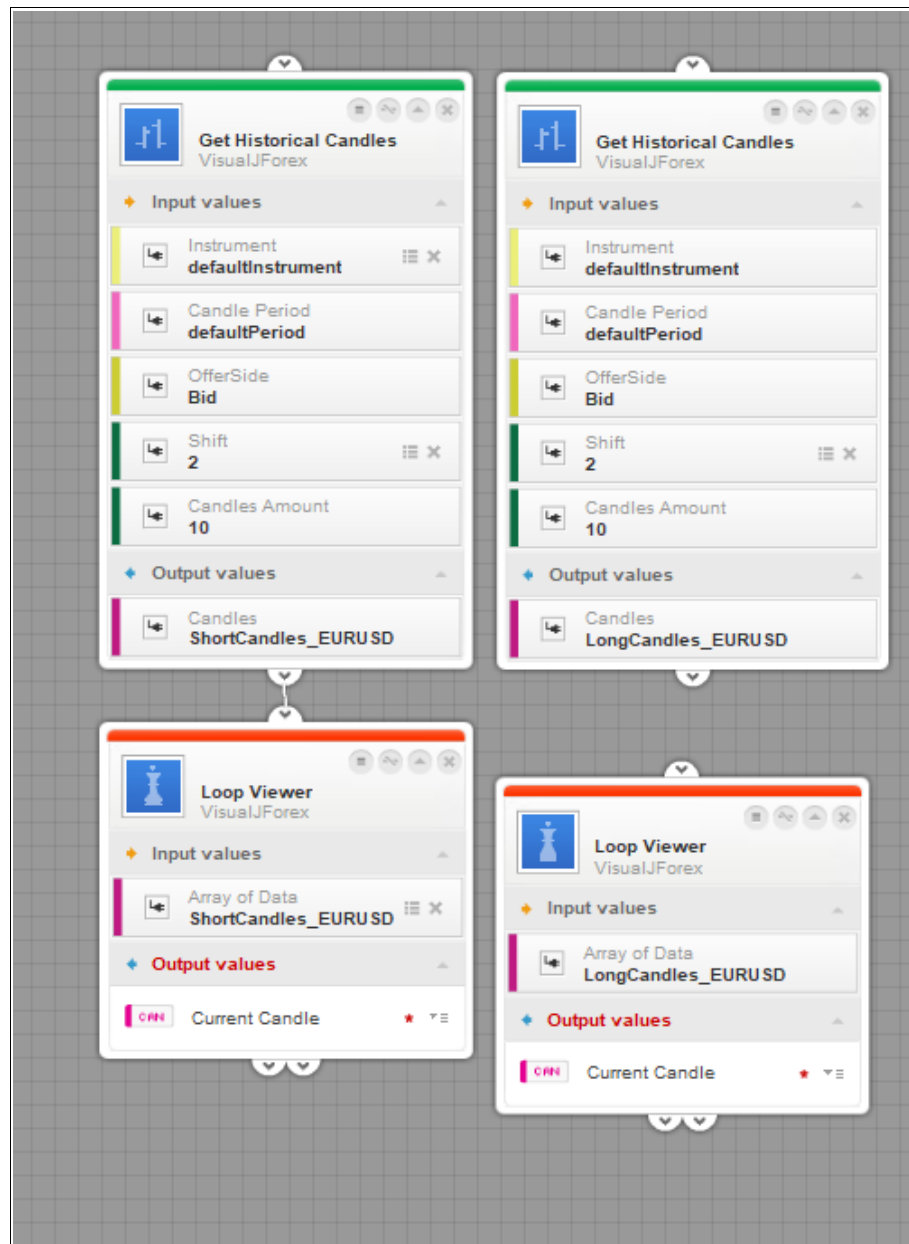 Get Historical Candles
VisualJForex
Input values
Instrument
defaultInstrument
Candle Period
defaultPeriod
OfferSide
Bid
Shift
2
Candles Amount
10
Output values
Candles
ShortCandles_EURUSD
Get Historical Candles
VisualJForex
Input values
Instrument
defaultInstrument
Candle Period
defaultPeriod
OfferSide
Bid
Shift
2
Candles Amount
10
Output values
Candles
LongCandles_EURUSD
Loop Viewer
VisualJForex
Input values
Array of Data
ShortCandles_EURUSD
Output values
CAN Current Candle
Loop Viewer
VisualJForex
Input values
Array of Data
LongCandles_EURUSD
Output values
CAN Current Candle